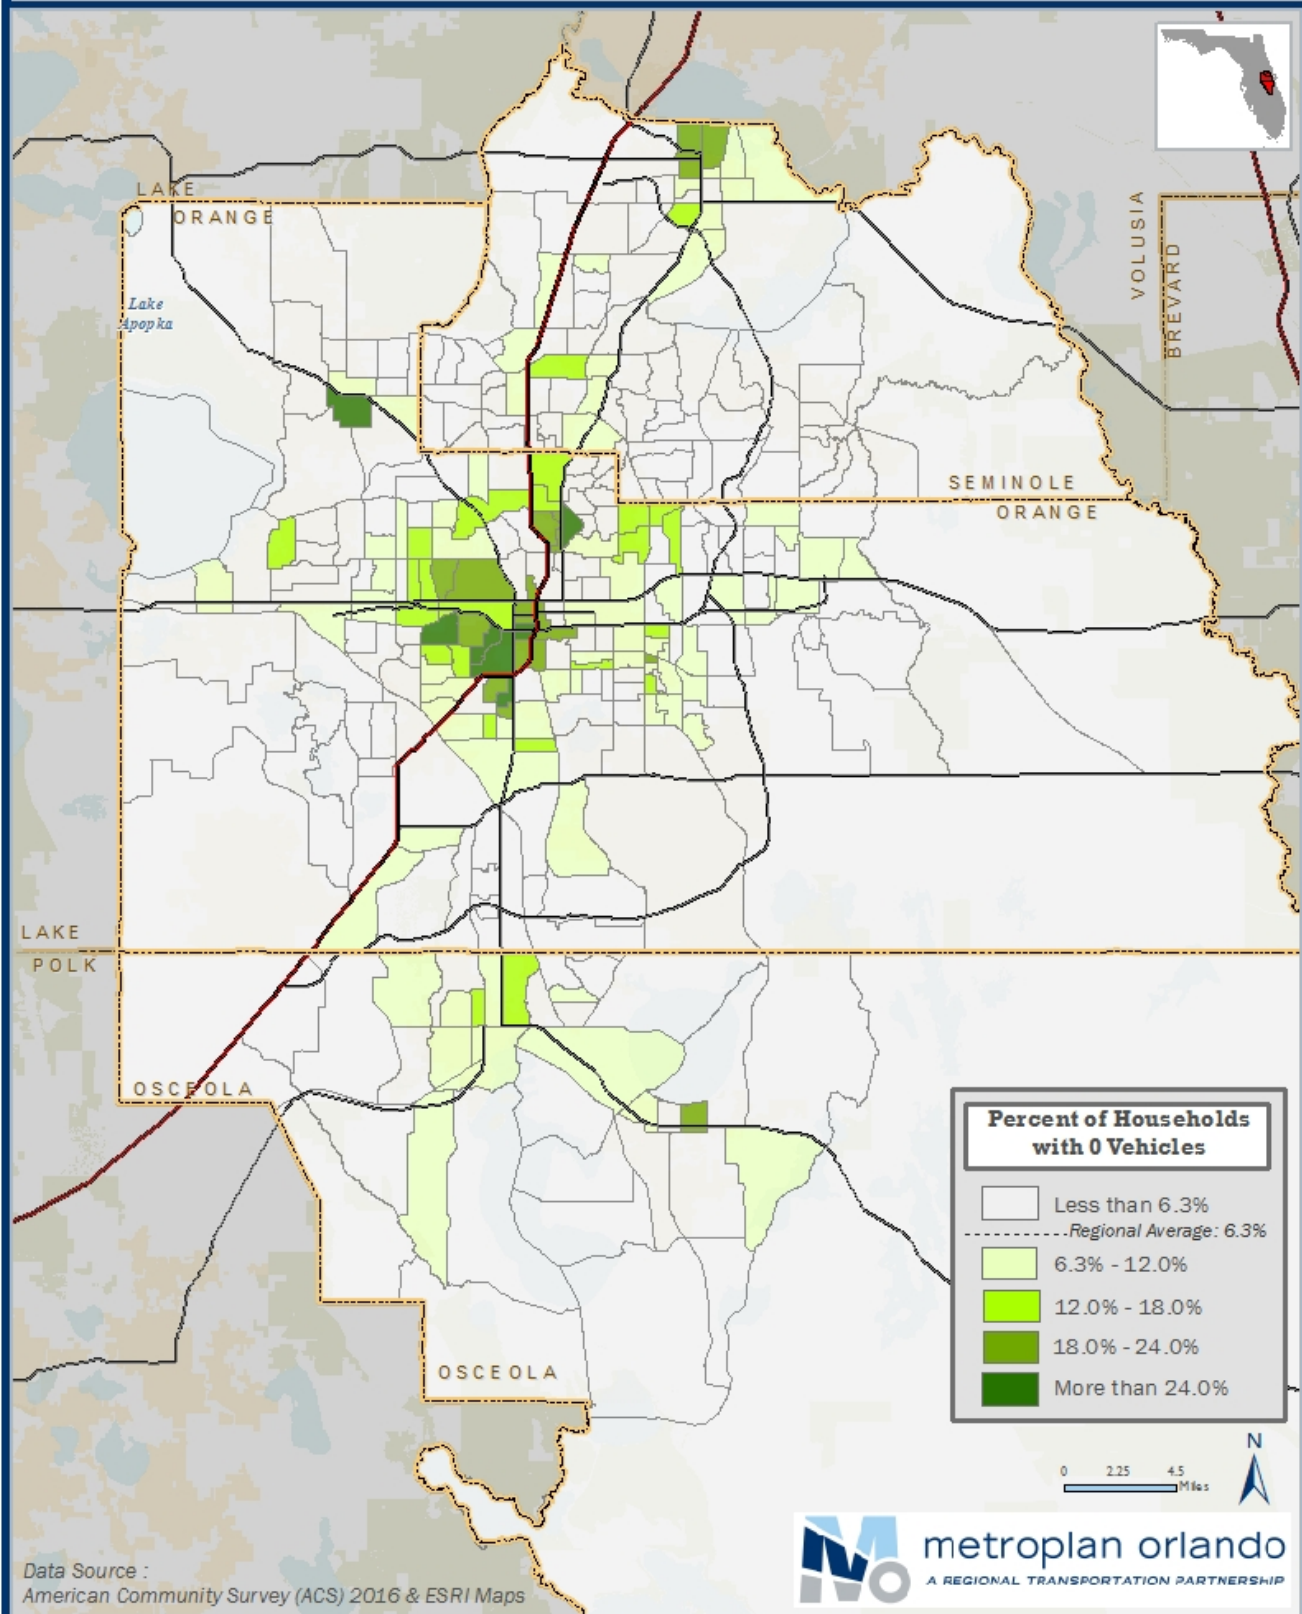 LAKE
ORANGE
Lake
Apopka
VOLUSIA
BREVARD
SEMINOLE
ORANGE
LAKE
POLK
OSCEOLA
OSCEOLA
Percent of Households
with 0 Vehicles
Less than 6.3%
Regional Average: 6.3%
6.3% - 12.0%
12.0% - 18.0%
18.0% - 24.0%
More than 24.0%
N
0 2.25 4.5
Miles
metroplan orlando
A REGIONAL TRANSPORTATION PARTNERSHIP
Data Source :
American Community Survey (ACS) 2016 & ESRI Maps